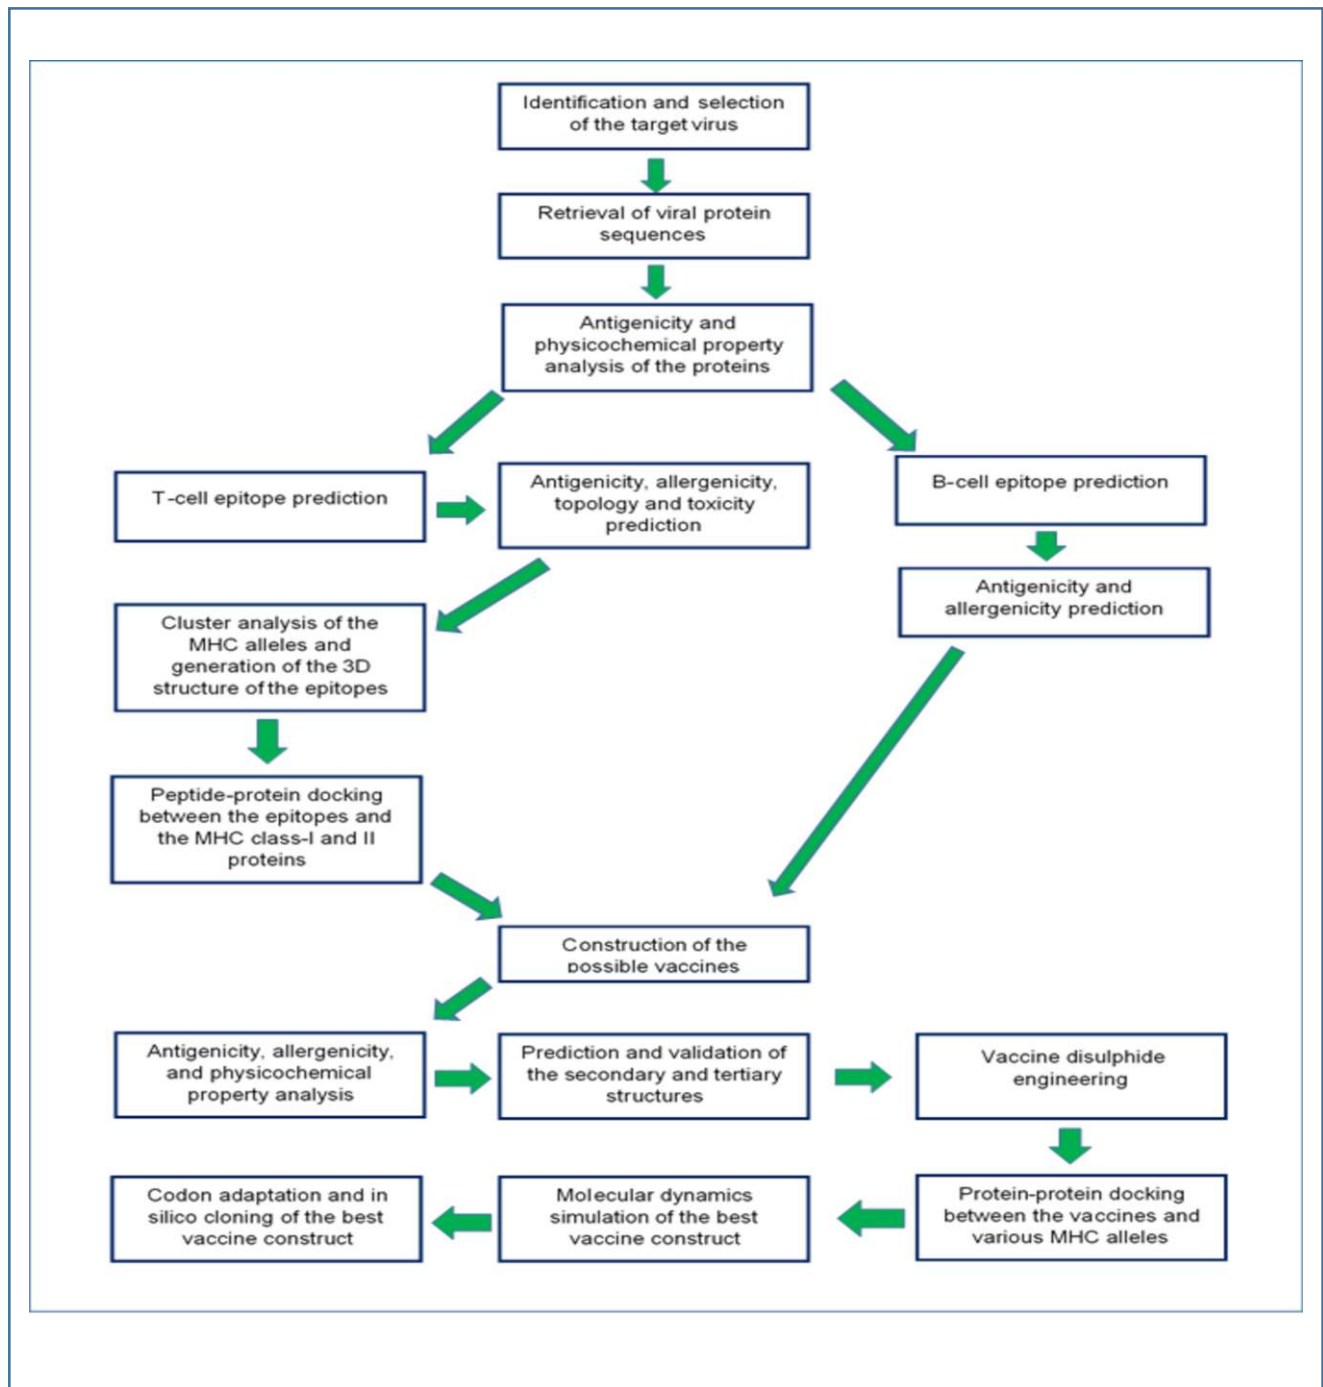 Identification and selection
of the target virus
Retrieval of viral protein
sequences
Antigenicity and
physicochemical property
analysis of the proteins
T-cell epitope prediction
Antigenicity, allergenicity,
topology and toxicity
prediction
B-cell epitope prediction
Antigenicity and
allergenicity prediction
Cluster analysis of the
MHC alleles and
generation of the 3D
structure of the epitopes
Peptide-protein docking
between the epitopes and
the MHC class-I and II
proteins
Construction of the
possible vaccines
Antigenicity, allergenicity,
and physicochemical
property analysis
Prediction and validation of
the secondary and tertiary
structures
Vaccine disulphide
engineering
Protein-protein docking
between the vaccines and
various MHC alleles
Molecular dynamics
simulation of the best
vaccine construct
Codon adaptation and in
silico cloning of the best
vaccine construct